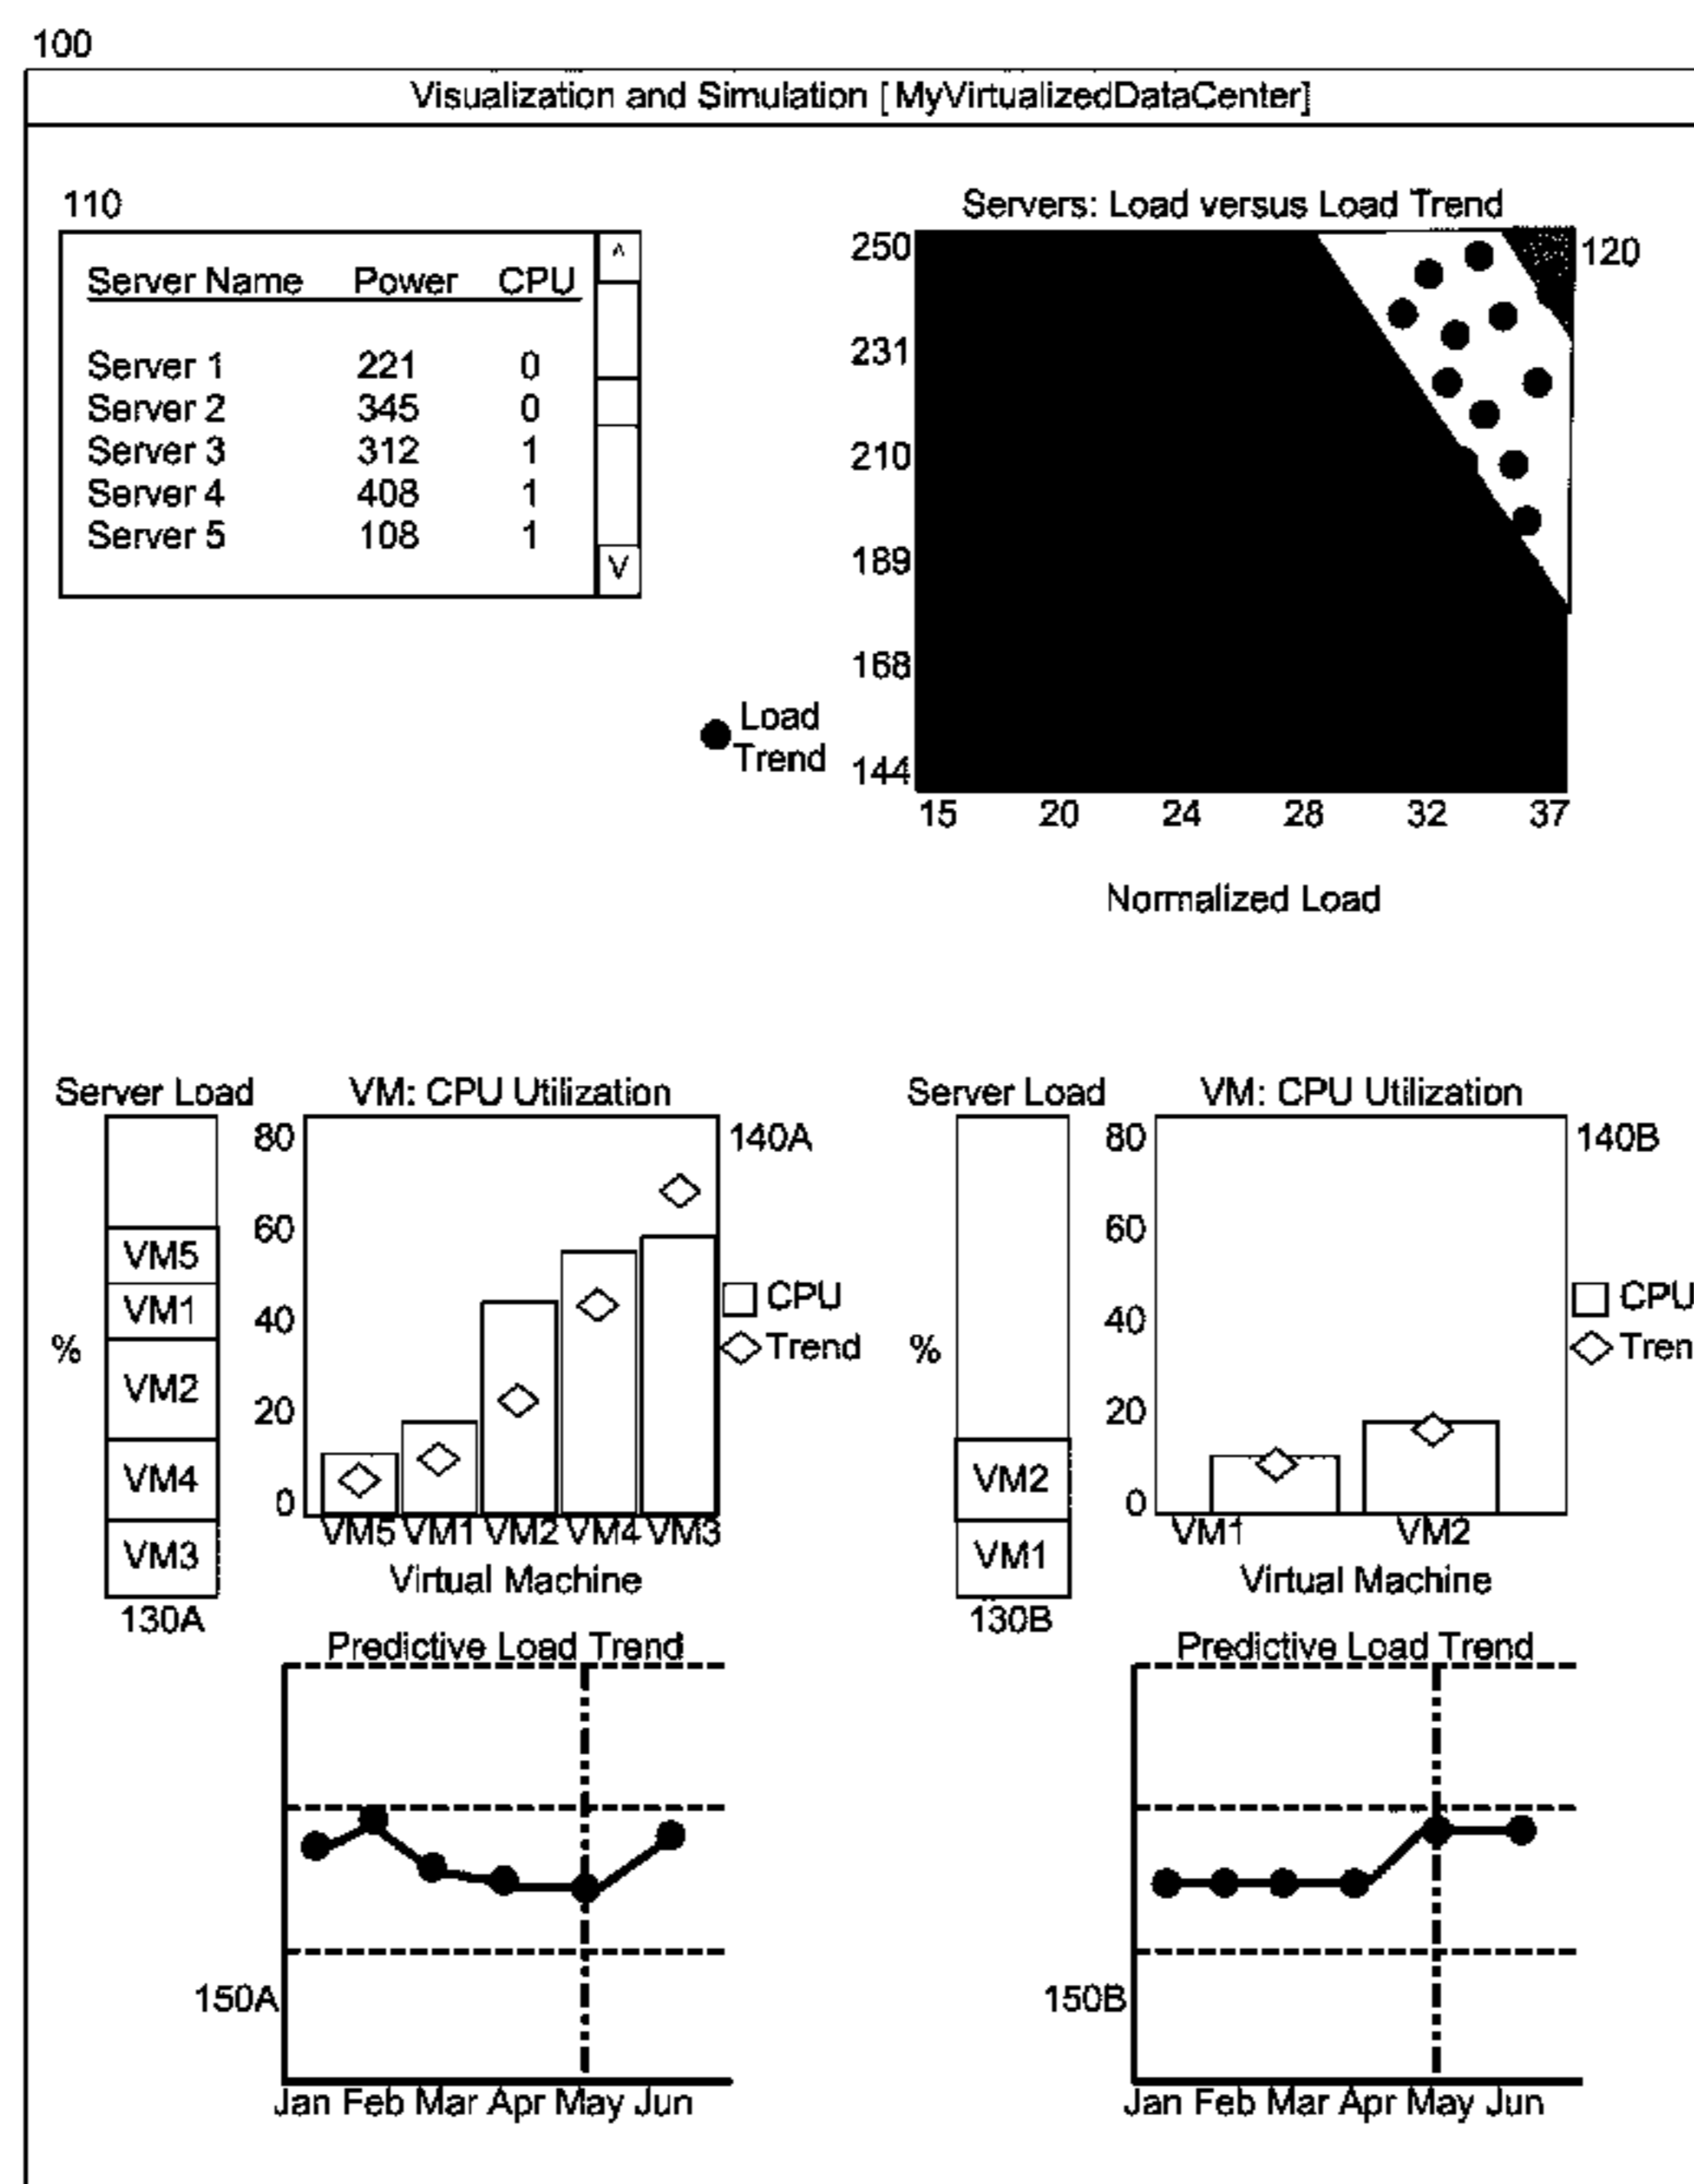 100
Visualization and Simulation [MyVirtualizedDataCenter]
110
Server Name Power CPU
Server 1 221 0
Server 2 345 0
Server 3 312 1
Server 4 408 1
Server 5 108 1
^
V
Servers: Load versus Load Trend
120
250
231
210
189
168
144
Load
Trend
15 20 24 28 32 37
Normalized Load
Server Load
VM5
VM1
VM2
VM4
VM3
%
130A
VM: CPU Utilization
140A
80
60
40
20
0
VM5 VM1 VM2 VM4 VM3
Virtual Machine
CPU
Trend
Server Load
VM2
VM1
%
130B
VM: CPU Utilization
140B
80
60
40
20
0
VM1 VM2
Virtual Machine
CPU
Tren
Predictive Load Trend
150A
Jan Feb Mar Apr May Jun
Predictive Load Trend
150B
Jan Feb Mar Apr May Jun